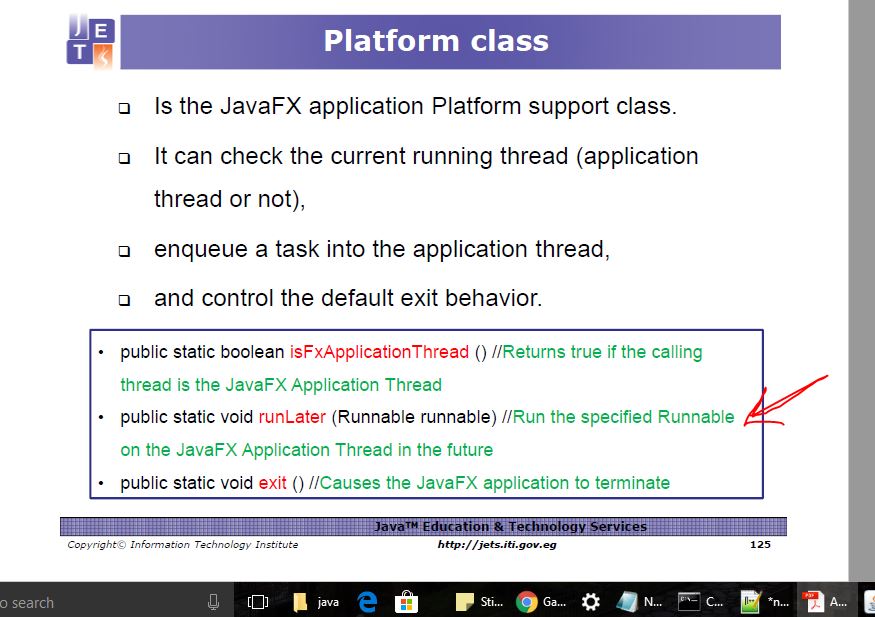 J E
T S
Platform class
❑ Is the JavaFX application Platform support class.
❑ It can check the current running thread (application
thread or not),
❑ enqueue a task into the application thread,
❑ and control the default exit behavior.
• public static boolean isFxApplicationThread () //Returns true if the calling
thread is the JavaFX Application Thread
• public static void runLater (Runnable runnable) //Run the specified Runnable
on the JavaFX Application Thread in the future
• public static void exit () //Causes the JavaFX application to terminate
Java™ Education & Technology Services
Copyright© Information Technology Institute http://jets.iti.gov.eg 125
o search java Sti... Ga... N... C... *n... A...